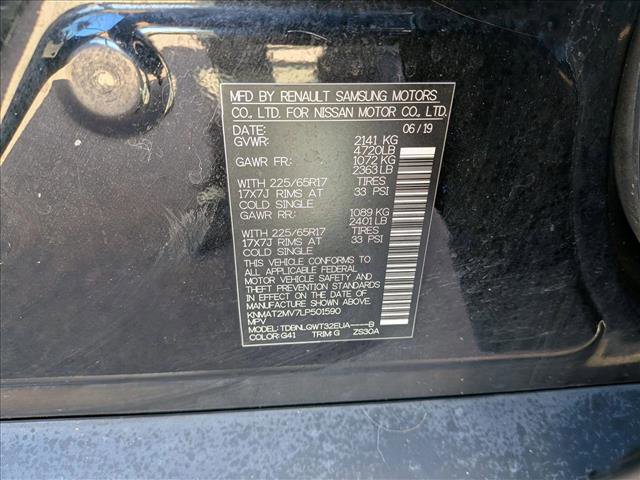 MFD BY RENAULT SAMSUNG MOTORS
CO., LTD. FOR NISSAN MOTOR CO., LTD.
DATE: 06/19
GVWR: 2141 KG
4720LB
GAWR FR: 1072 KG
2363 LB
WITH 225/65R17 TIRES
17X7J RIMS AT 33 PSI
COLD SINGLE
GAWR RR: 1089 KG
2401 LB
WITH 225/65R17 TIRES
17X7J RIMS AT 33 PSI
COLD SINGLE
THIS VEHICLE CONFORMS TO
ALL APPLICABLE FEDERAL
MOTOR VEHICLE SAFETY AND
THEFT PREVENTION STANDARDS
IN EFFECT ON THE DATE OF
MANUFACTURE SHOWN ABOVE.
KNMAT2MV7LP501590
MPV
MODEL: TDBNLQWT32EUA----B
COLOR: G41 TRIM G ZS30A